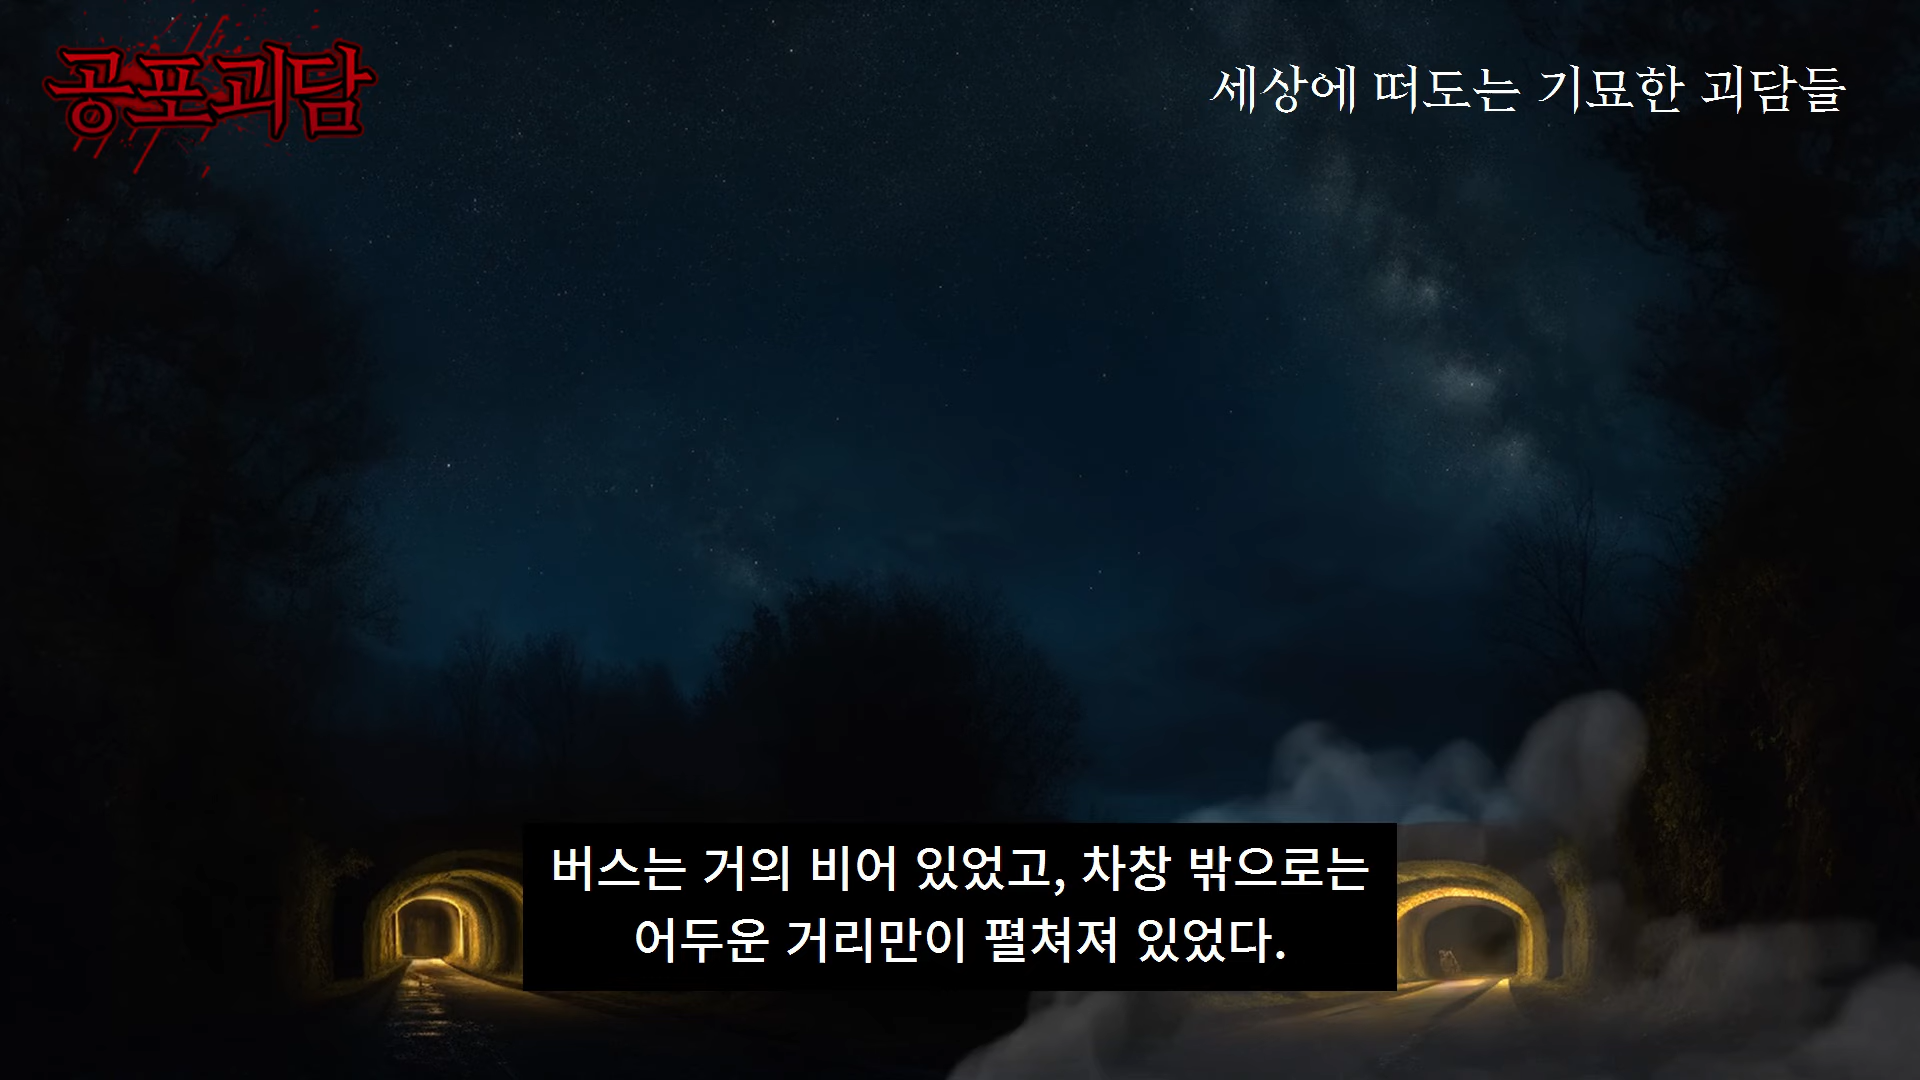 공포괴담
세상에 떠도는 기묘한 괴담들
버스는 거의 비어 있었고, 차창 밖으로는
어두운 거리만이 펼쳐져 있었다.